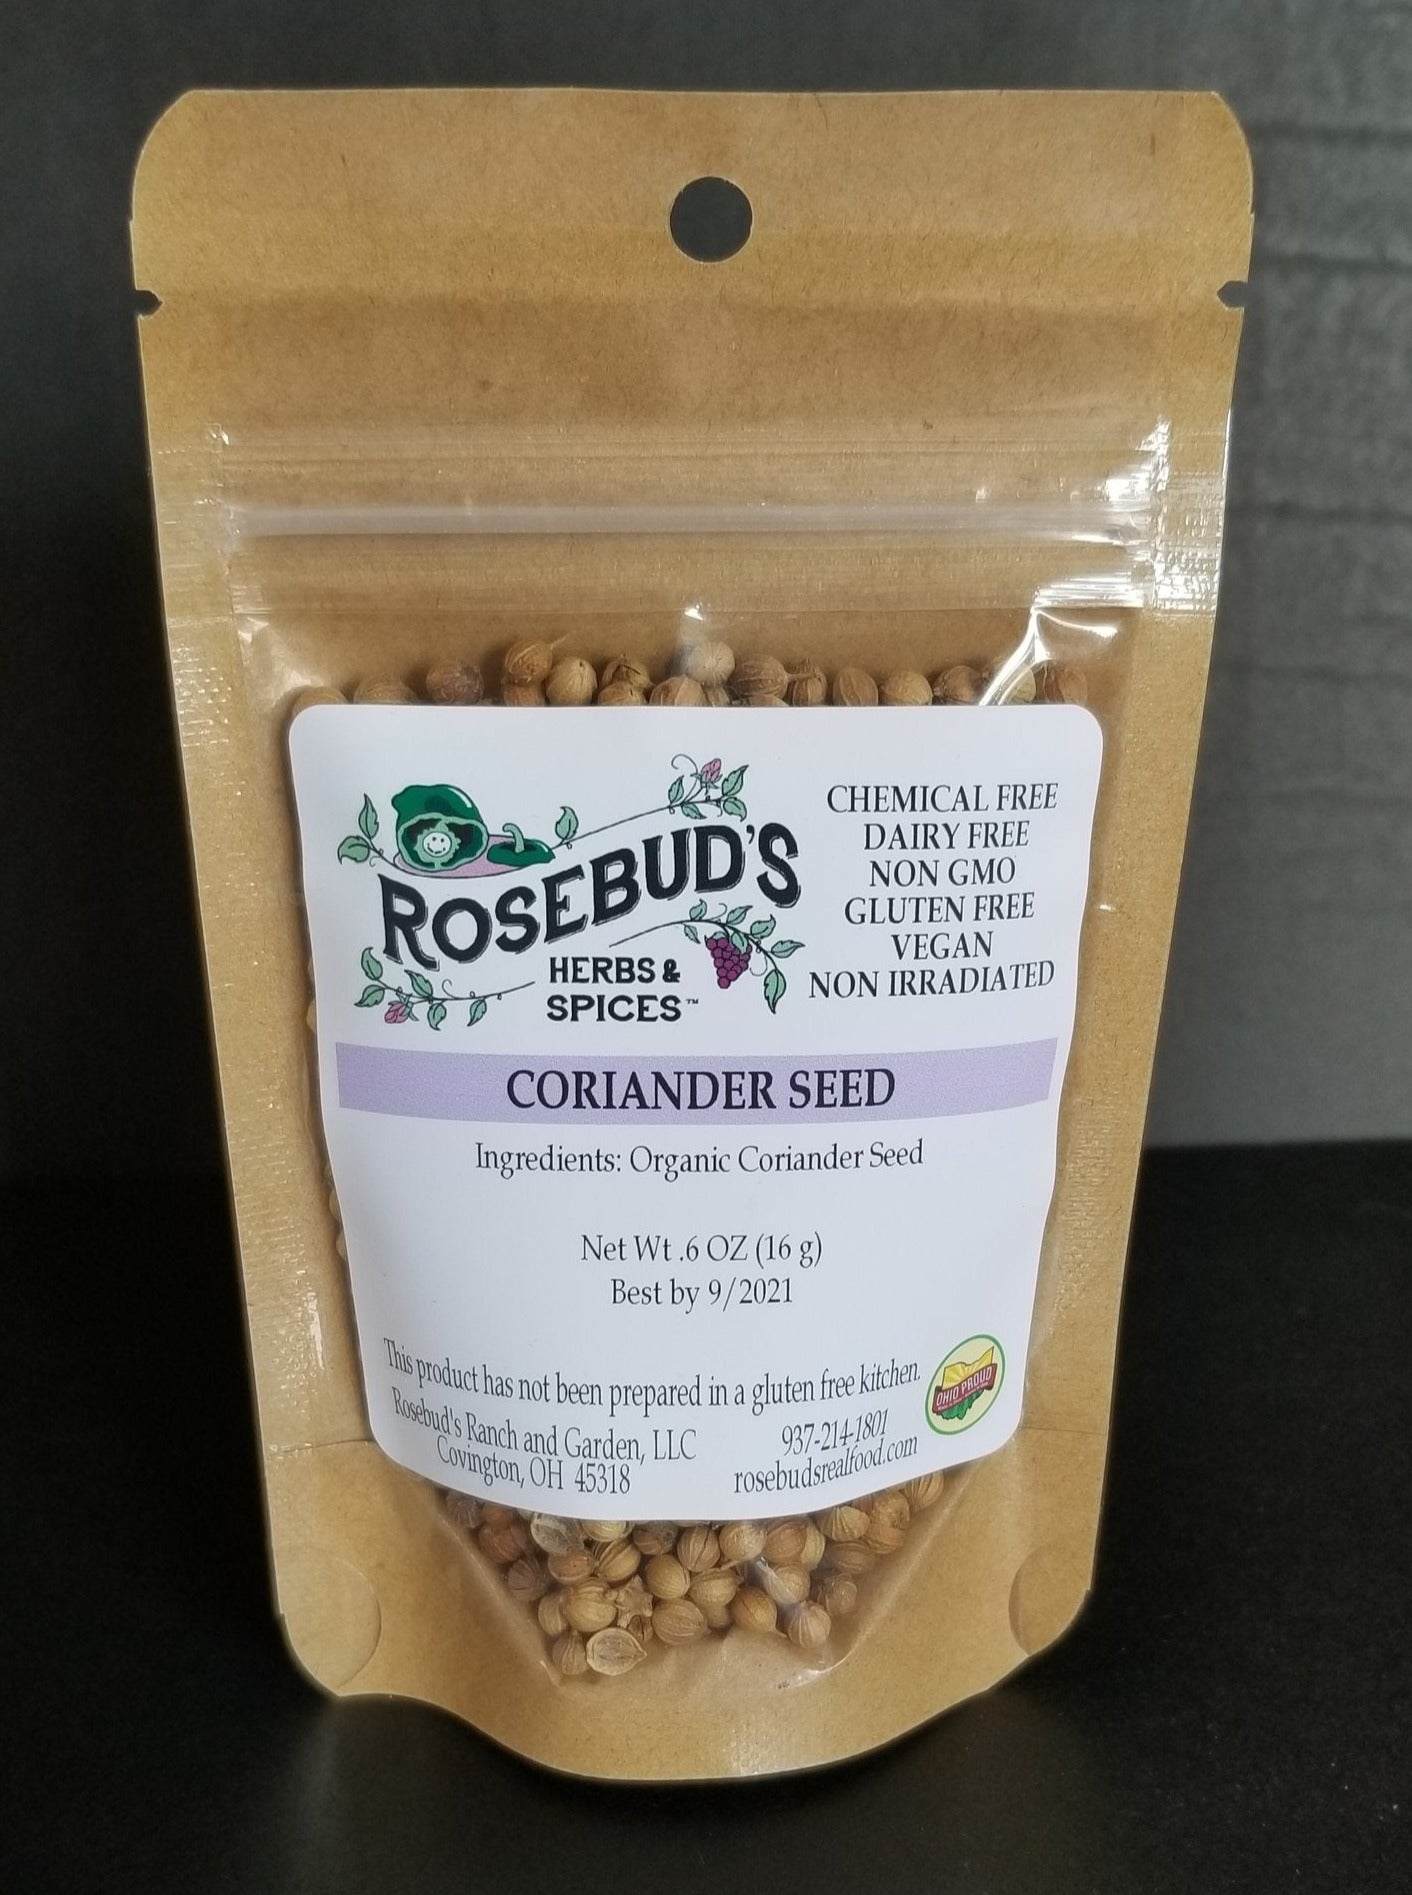 ROSEBUD'S
HERBS &
SPICES™
CHEMICAL FREE
DAIRY FREE
NON GMO
GLUTEN FREE
VEGAN
NON IRRADIATED
CORIANDER SEED
Ingredients: Organic Coriander Seed
Net Wt .6 OZ (16 g)
Best by 9/2021
This product has not been prepared in a gluten free kitchen.
Rosebud's Ranch and Garden, LLC
Covington, OH 45318
937-214-1801
rosebudsrealfood.com
OHIO PROUD